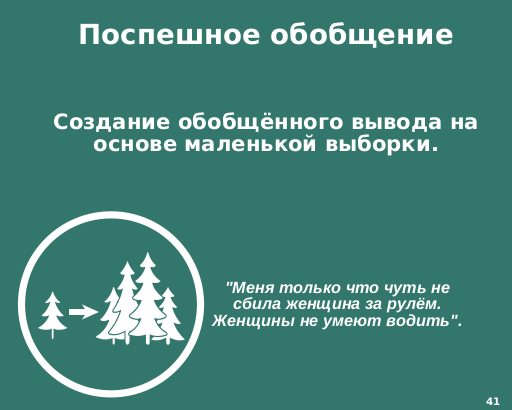 Поспешное обобщение
Создание обобщённого вывода на
основе маленькой выборки.
"Меня только что чуть не
сбила женщина за рулём.
Женщины не умеют водить".
41